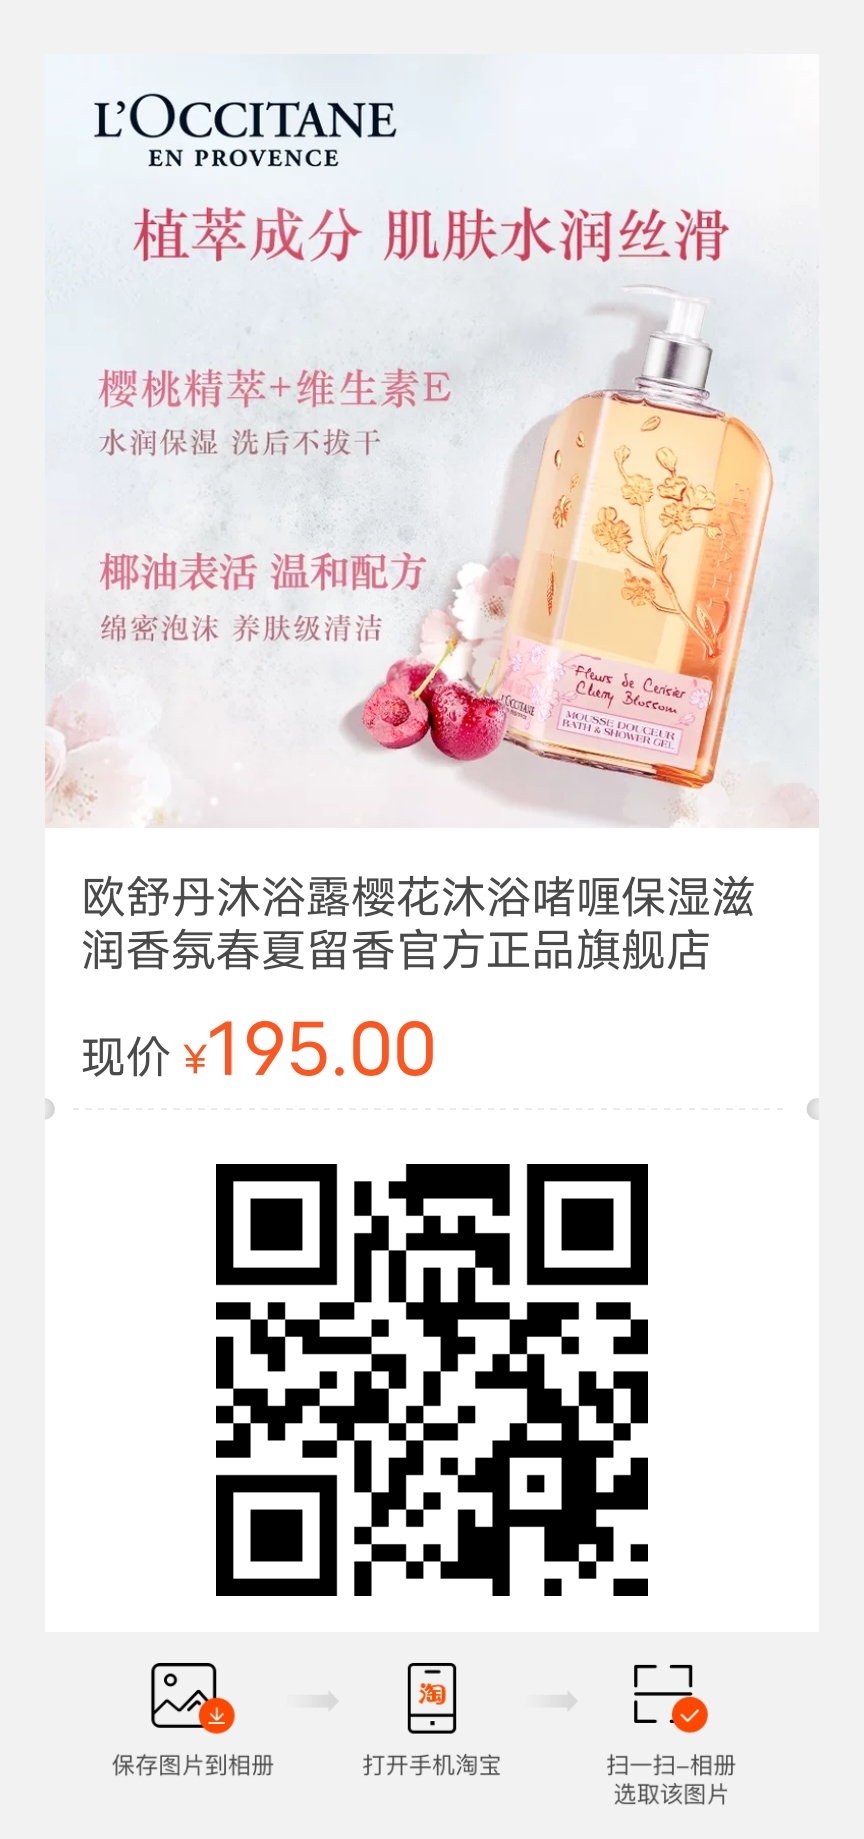 L'OCCITANE
EN PROVENCE
植萃成分 肌肤水润丝滑
樱桃精萃+维生素E
水润保湿 洗后不拔干
椰油表活 温和配方
绵密泡沫 养肤级清洁
Fleurs de Cerisier
Cherry Blossom
L'OCCITANE
EN PROVENCE
MOUSSE DOUCEUR
BATH & SHOWER GEL
欧舒丹沐浴露樱花沐浴啫喱保湿滋
润香氛春夏留香官方正品旗舰店
现价 ¥195.00
淘
保存图片到相册
打开手机淘宝
扫一扫-相册
选取该图片